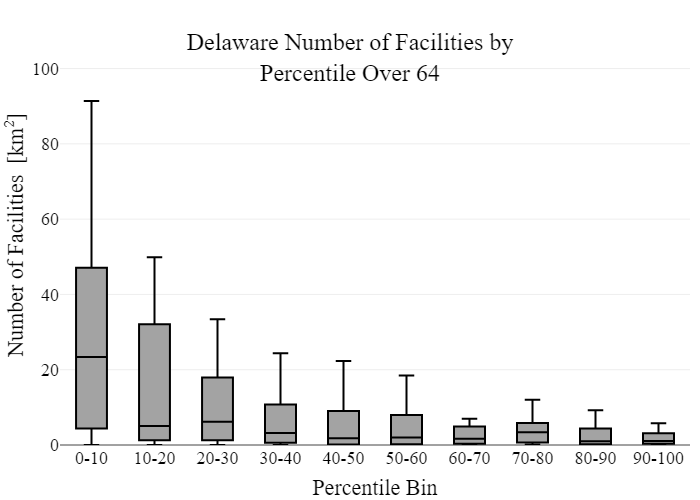 Delaware Number of Facilities by
Percentile Over 64
Number of Facilities [km²]
100
80
60
40
20
0
0-10 10-20 20-30 30-40 40-50 50-60 60-70 70-80 80-90 90-100
Percentile Bin